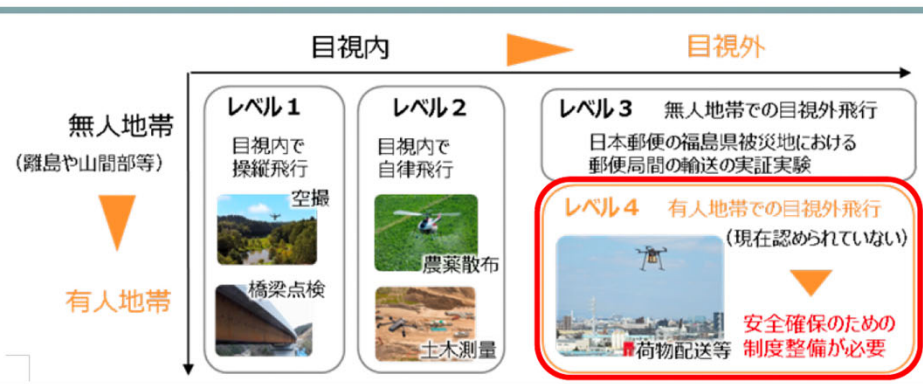 目視内
目視外
無人地帯
（離島や山間部等）
有人地帯
レベル１
目視内で
操縦飛行
空撮
橋梁点検
レベル２
目視内で
自律飛行
農薬散布
土木測量
レベル３　無人地帯での目視外飛行
日本郵便の福島県被災地における
郵便局間の輸送の実証実験
レベル４　有人地帯での目視外飛行
（現在認められていない）
安全確保のための
制度整備が必要
荷物配送等